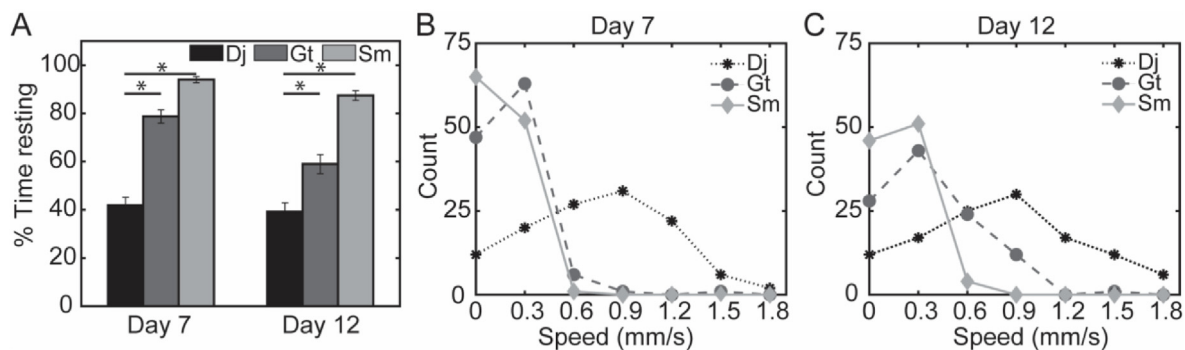 A
% Time resting
100
80
60
40
20
0
Dj Gt Sm
* *
* *
Day 7 Day 12
B
Day 7
Count
75
50
25
0
Dj
Gt
Sm
0 0.3 0.6 0.9 1.2 1.5 1.8
Speed (mm/s)
C
Day 12
Count
75
50
25
0
Dj
Gt
Sm
0 0.3 0.6 0.9 1.2 1.5 1.8
Speed (mm/s)